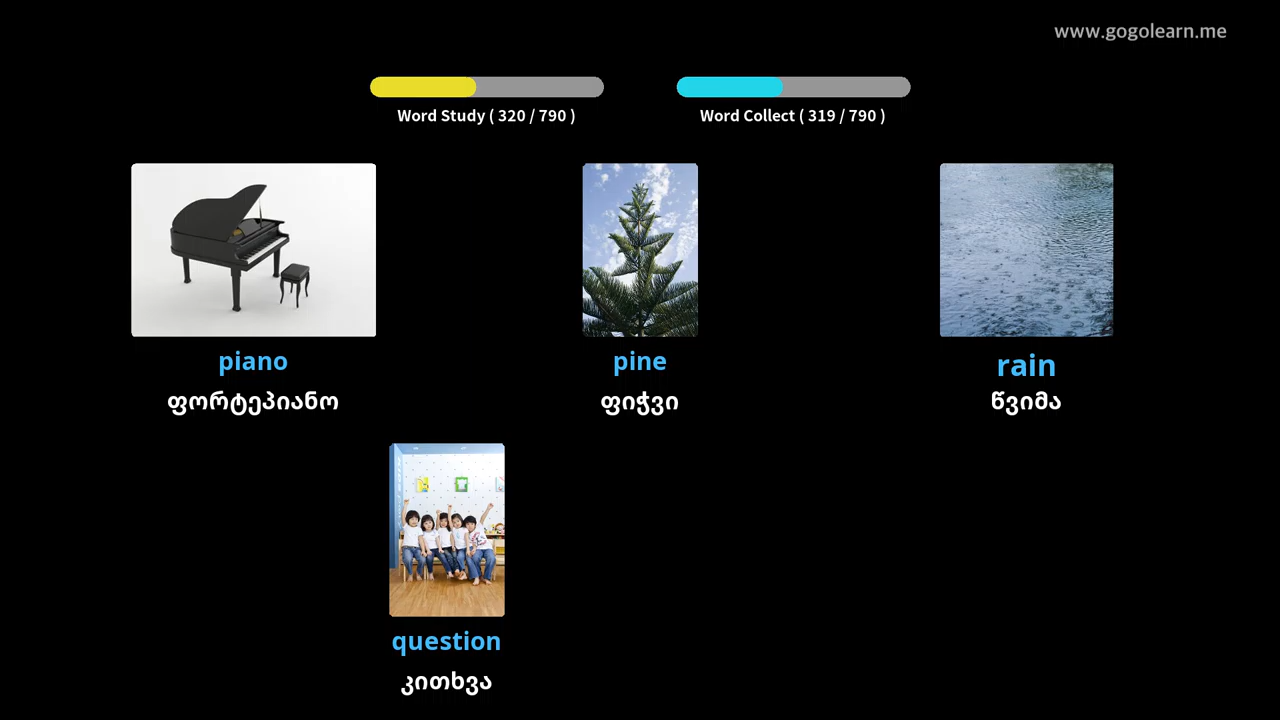 www.gogolearn.me
Word Study ( 320 / 790 )
Word Collect ( 319 / 790 )
piano
ფორტეპიანო
pine
ფიჭვი
rain
წვიმა
question
კითხვა